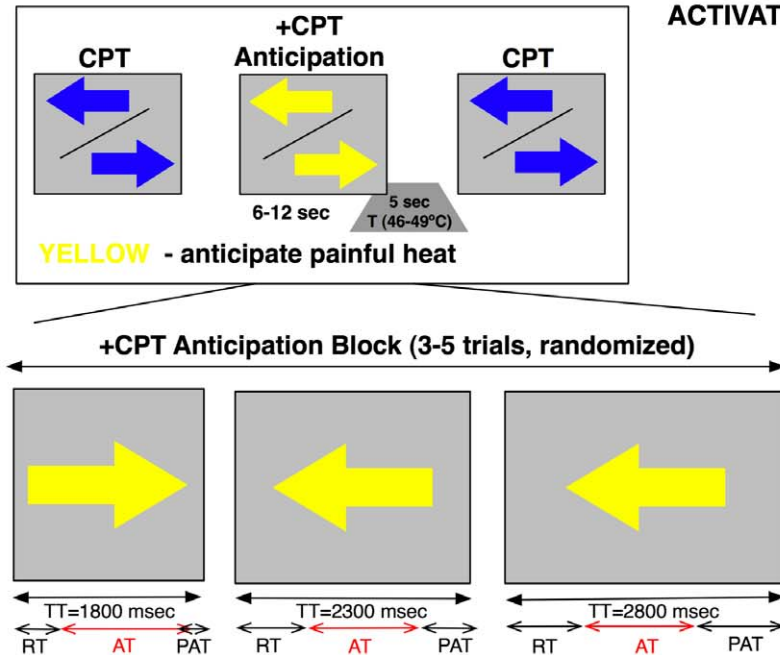 ACTIVAT
+CPT
CPT Anticipation CPT
6-12 sec
5 sec
T (46-49°C)
YELLOW - anticipate painful heat
+CPT Anticipation Block (3-5 trials, randomized)
TT=1800 msec TT=2300 msec TT=2800 msec
RT AT PAT RT AT PAT RT AT PAT